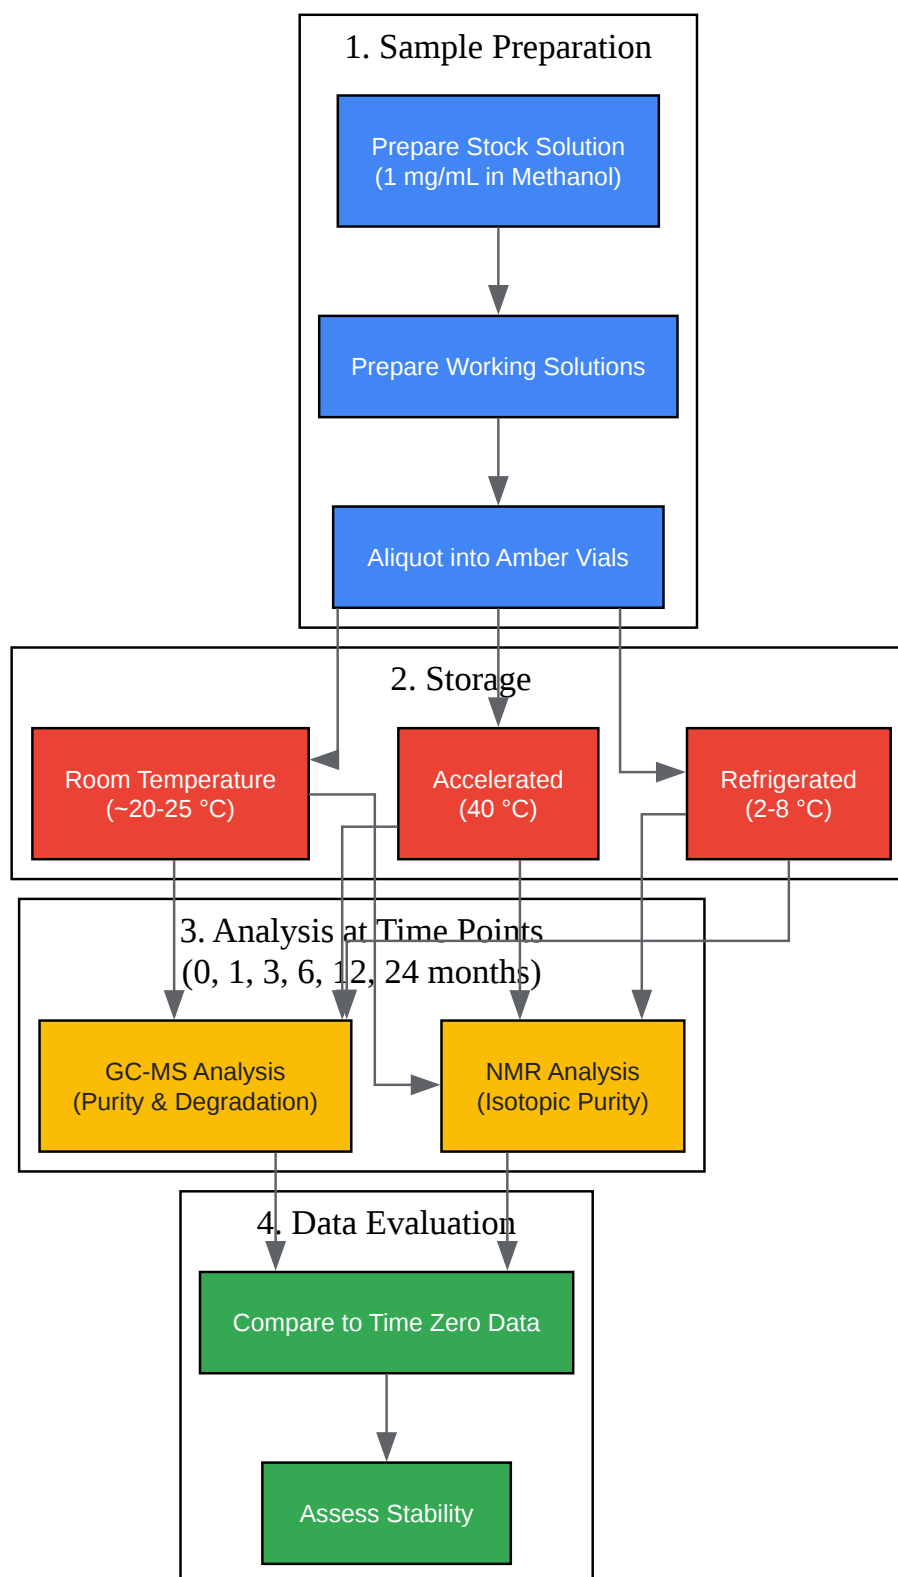 1. Sample Preparation
Prepare Stock Solution
(1 mg/mL in Methanol)
Prepare Working Solutions
Aliquot into Amber Vials
2. Storage
Room Temperature
(~20-25 °C)
Accelerated
(40 °C)
Refrigerated
(2-8 °C)
3. Analysis at Time Points
(0, 1, 3, 6, 12, 24 months)
GC-MS Analysis
(Purity & Degradation)
NMR Analysis
(Isotopic Purity)
4. Data Evaluation
Compare to Time Zero Data
Assess Stability